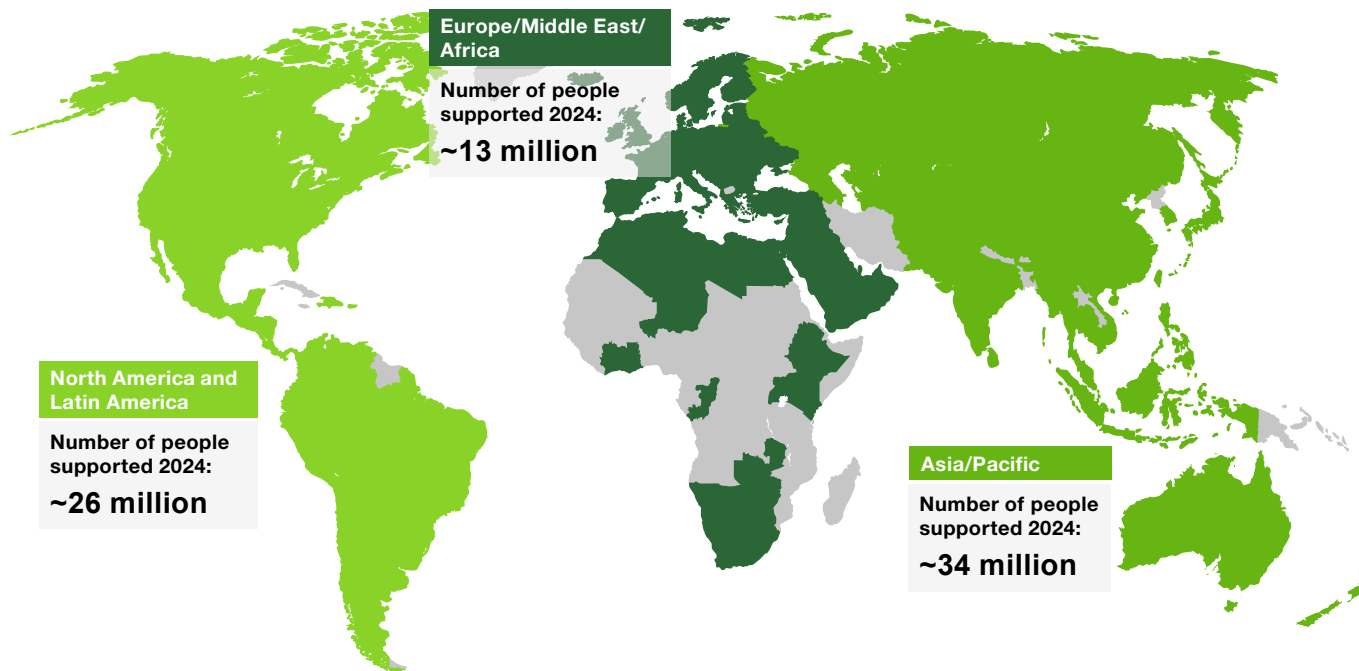 Europe/Middle East/
Africa
Number of people
supported 2024:
~13 million
North America and
Latin America
Number of people
supported 2024:
~26 million
Asia/Pacific
Number of people
supported 2024:
~34 million